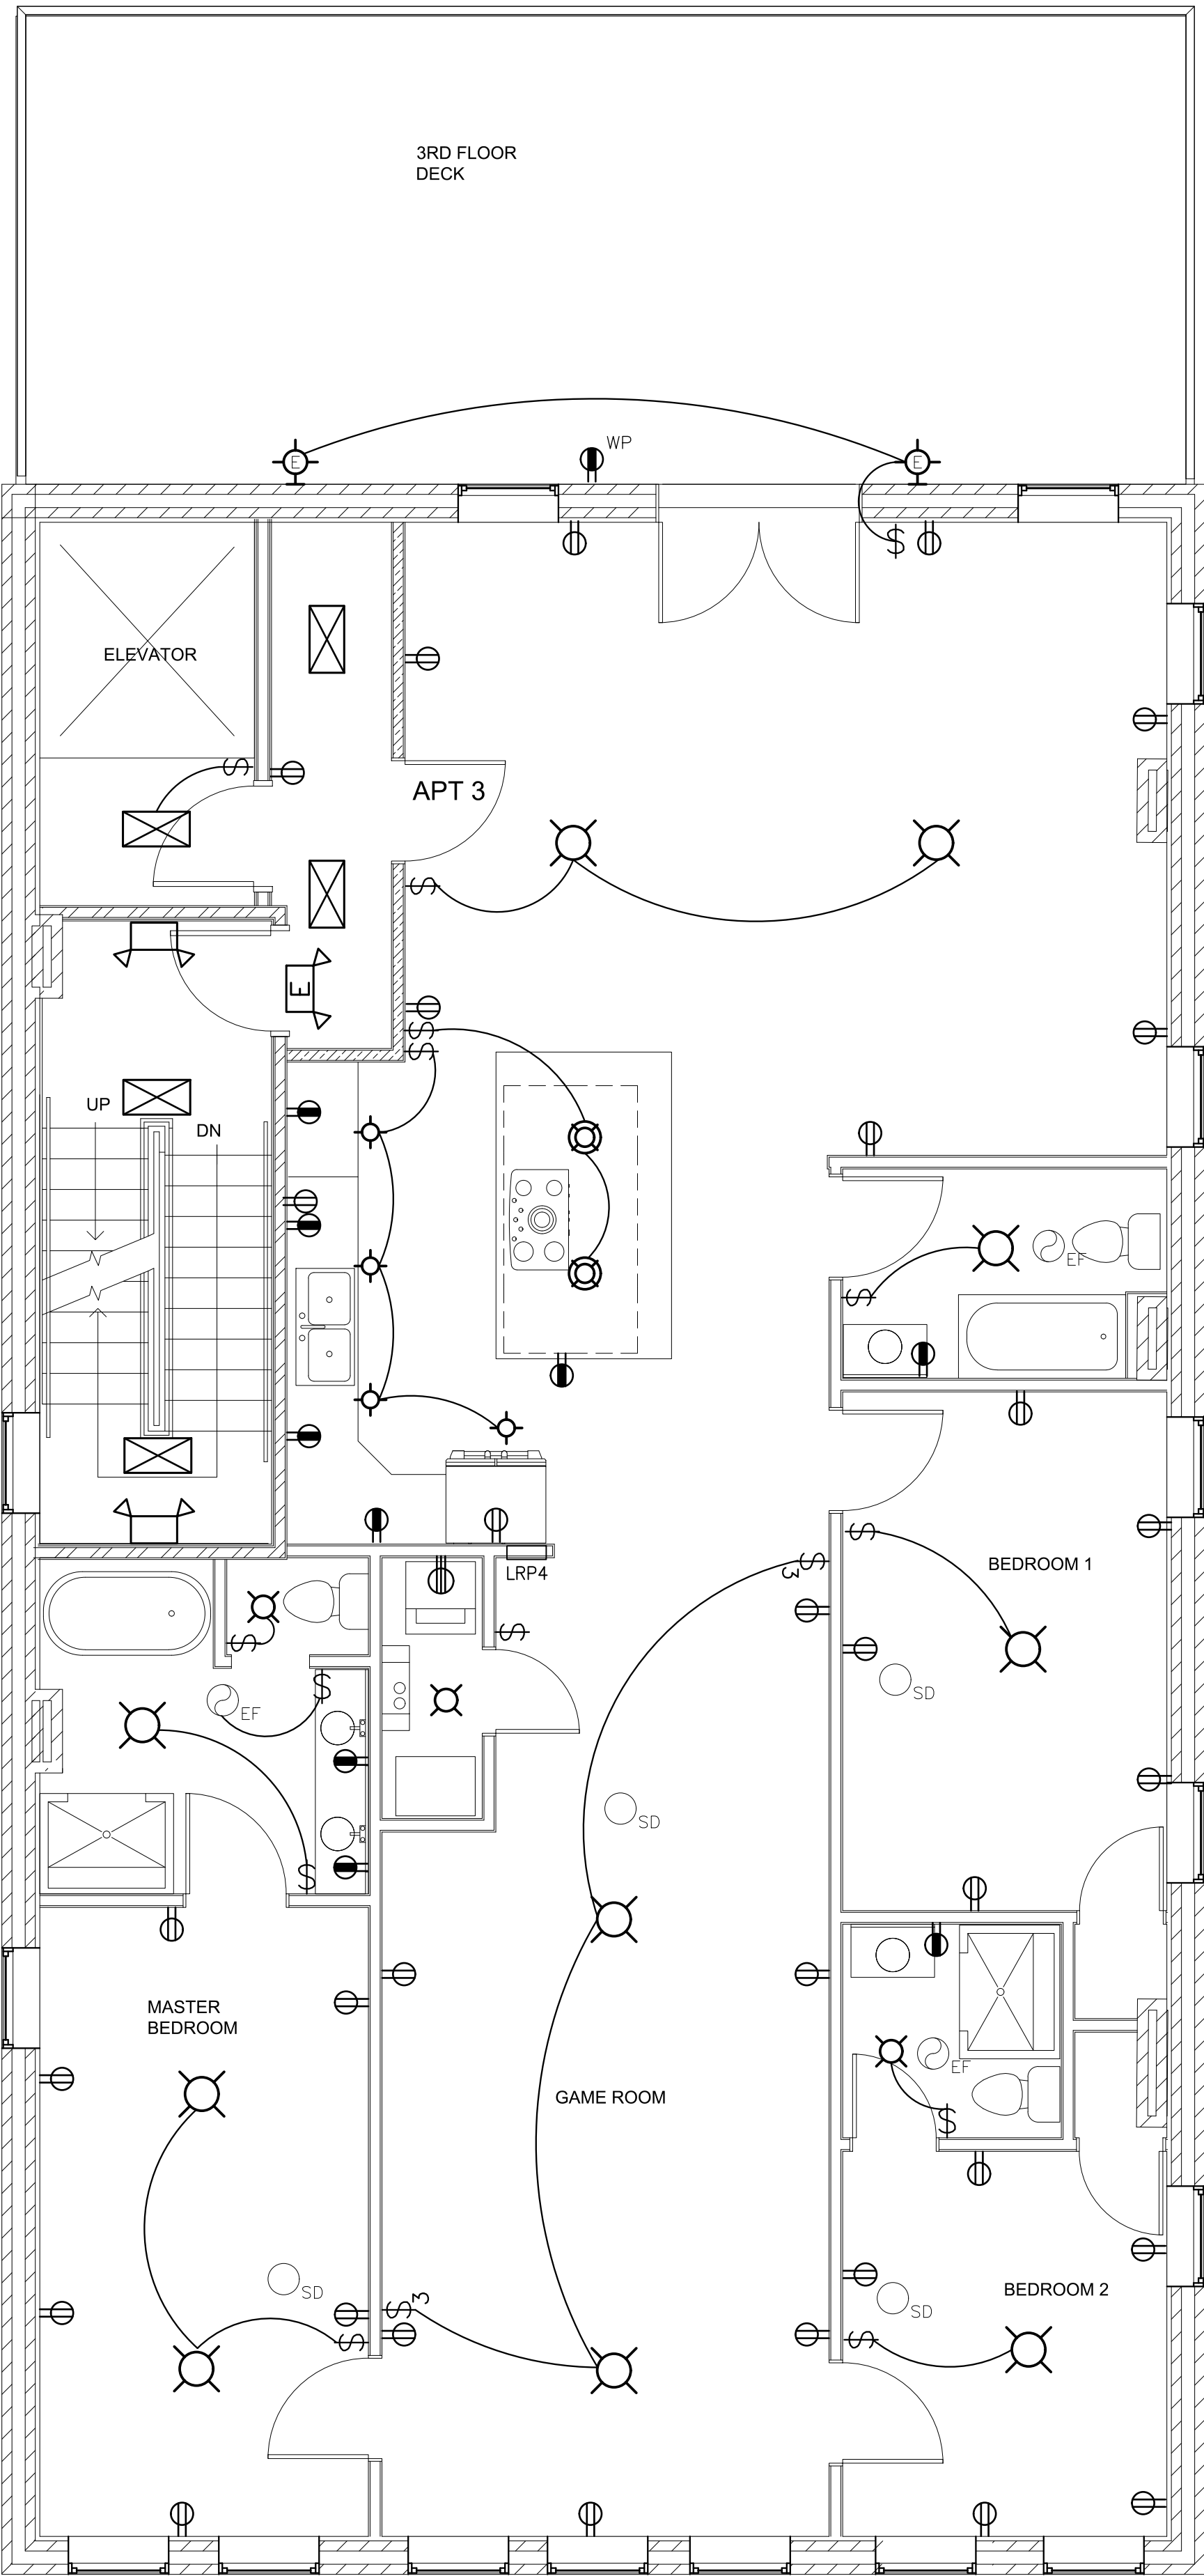 3RD FLOOR
DECK
WP
E
E
$
ELEVATOR
$
APT 3
$
E
$
$
UP
DN
$
EF
$
BEDROOM 1
$
3
LRP4
$
$
$
EF
SD
$
SD
$
MASTER
BEDROOM
EF
GAME ROOM
$
SD
$
3
BEDROOM 2
SD
$
$